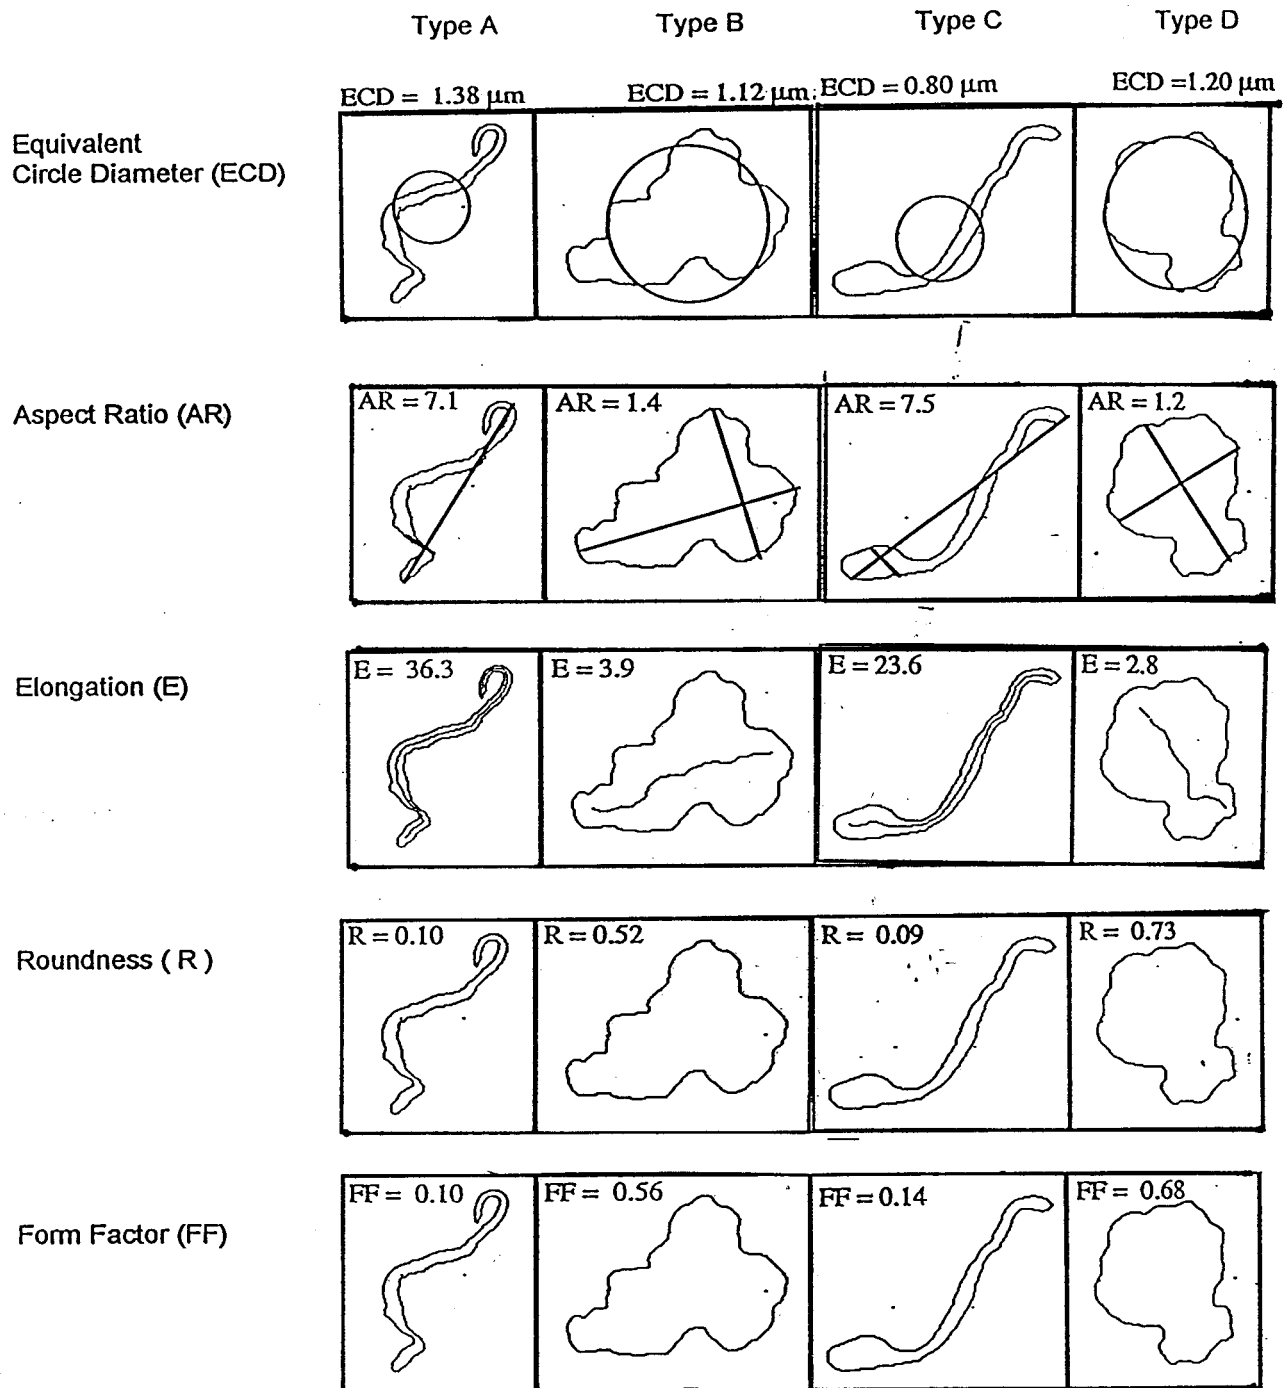 Type A Type B Type C Type D
ECD = 1.38 µm ECD = 1.12 µm ECD = 0.80 µm ECD =1.20 µm
Equivalent
Circle Diameter (ECD)
Aspect Ratio (AR)
AR = 7.1 AR = 1.4 AR = 7.5 AR = 1.2
Elongation (E)
E = 36.3 E = 3.9 E = 23.6 E = 2.8
Roundness ( R )
R = 0.10 R = 0.52 R = 0.09 R = 0.73
Form Factor (FF)
FF = 0.10 FF = 0.56 FF = 0.14 FF = 0.68